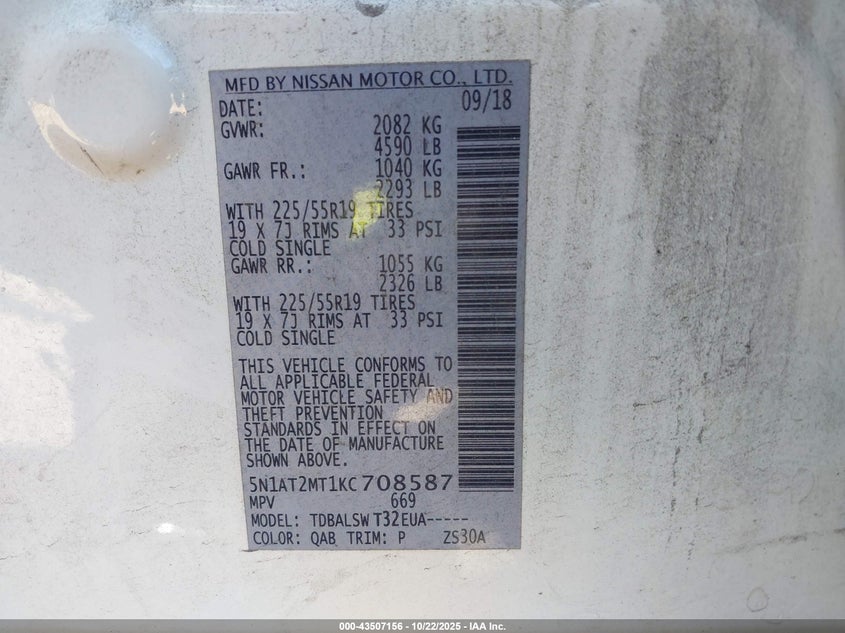 MFD BY NISSAN MOTOR CO., LTD.
DATE: 09/18
GVWR: 2082 KG
4590 LB
GAWR FR.: 1040 KG
2293 LB
WITH 225/55R19 TIRES
19 X 7J RIMS AT 33 PSI
COLD SINGLE
GAWR RR.: 1055 KG
2326 LB
WITH 225/55R19 TIRES
19 X 7J RIMS AT 33 PSI
COLD SINGLE
THIS VEHICLE CONFORMS TO
ALL APPLICABLE FEDERAL
MOTOR VEHICLE SAFETY AND
THEFT PREVENTION
STANDARDS IN EFFECT ON
THE DATE OF MANUFACTURE
SHOWN ABOVE.
5N1AT2MT1KC708587
MPV 669
MODEL: TDBALSW T32EUA-----
COLOR: QAB TRIM: P ZS30A
000-43507156 - 10/22/2025 - IAA Inc.